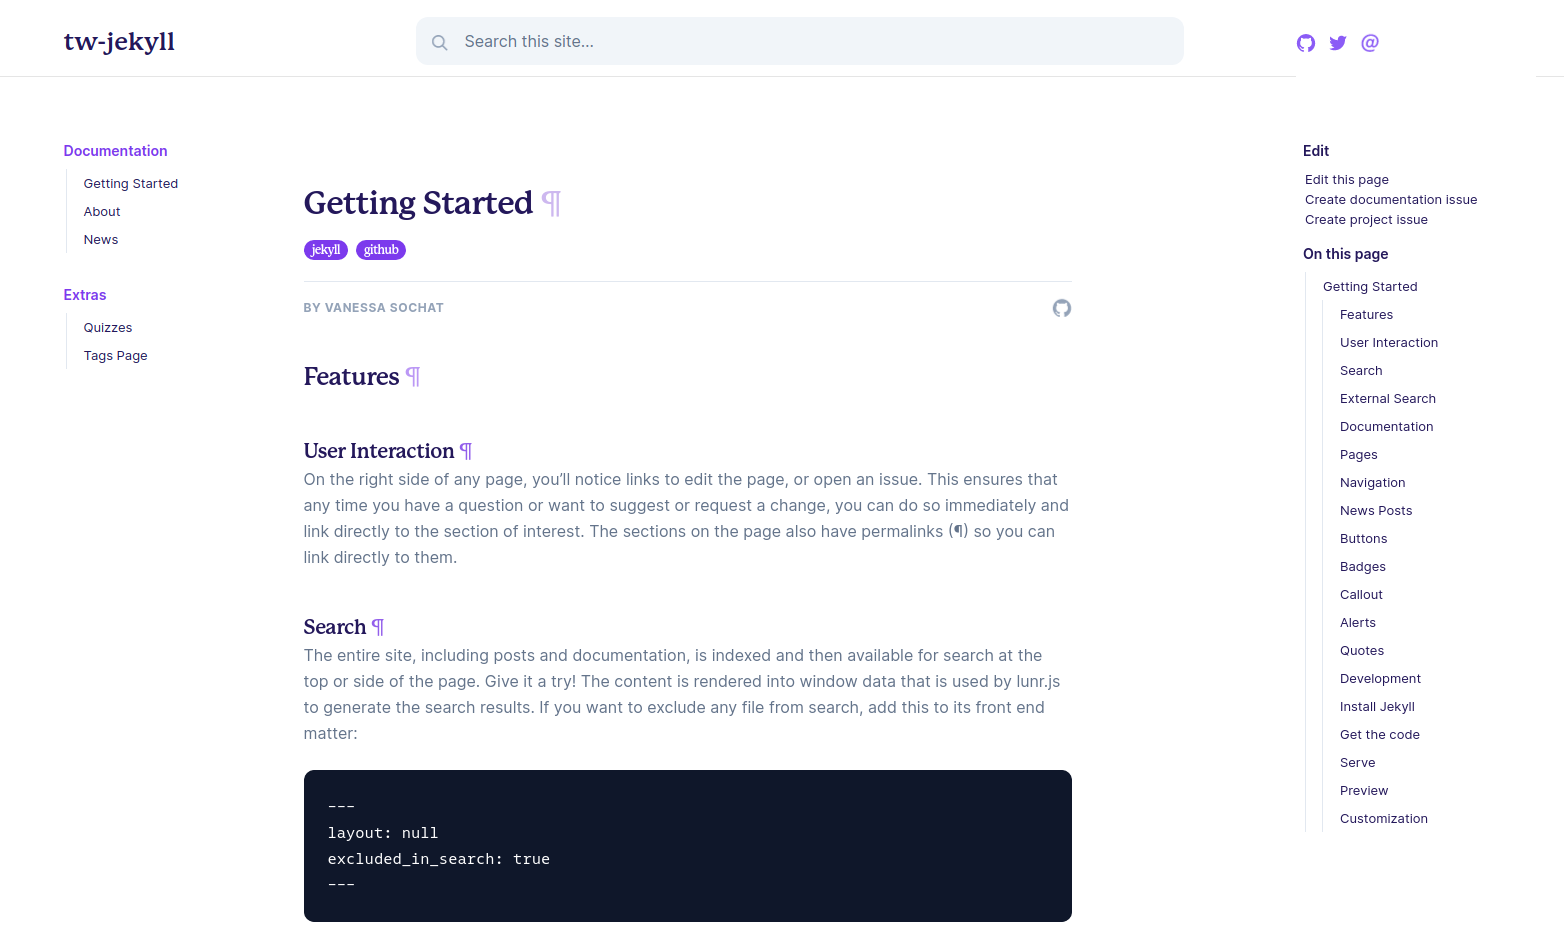 tw-jekyll
Search this site...
@
Documentation
Getting Started
About
News
Extras
Quizzes
Tags Page
Getting Started ¶
jekyll github
BY VANESSA SOCHAT
Features ¶
User Interaction ¶
On the right side of any page, you’ll notice links to edit the page, or open an issue. This ensures that
any time you have a question or want to suggest or request a change, you can do so immediately and
link directly to the section of interest. The sections on the page also have permalinks (¶) so you can
link directly to them.
Search ¶
The entire site, including posts and documentation, is indexed and then available for search at the
top or side of the page. Give it a try! The content is rendered into window data that is used by lunr.js
to generate the search results. If you want to exclude any file from search, add this to its front end
matter:
---
layout: null
excluded_in_search: true
---
Edit
Edit this page
Create documentation issue
Create project issue
On this page
Getting Started
Features
User Interaction
Search
External Search
Documentation
Pages
Navigation
News Posts
Buttons
Badges
Callout
Alerts
Quotes
Development
Install Jekyll
Get the code
Serve
Preview
Customization